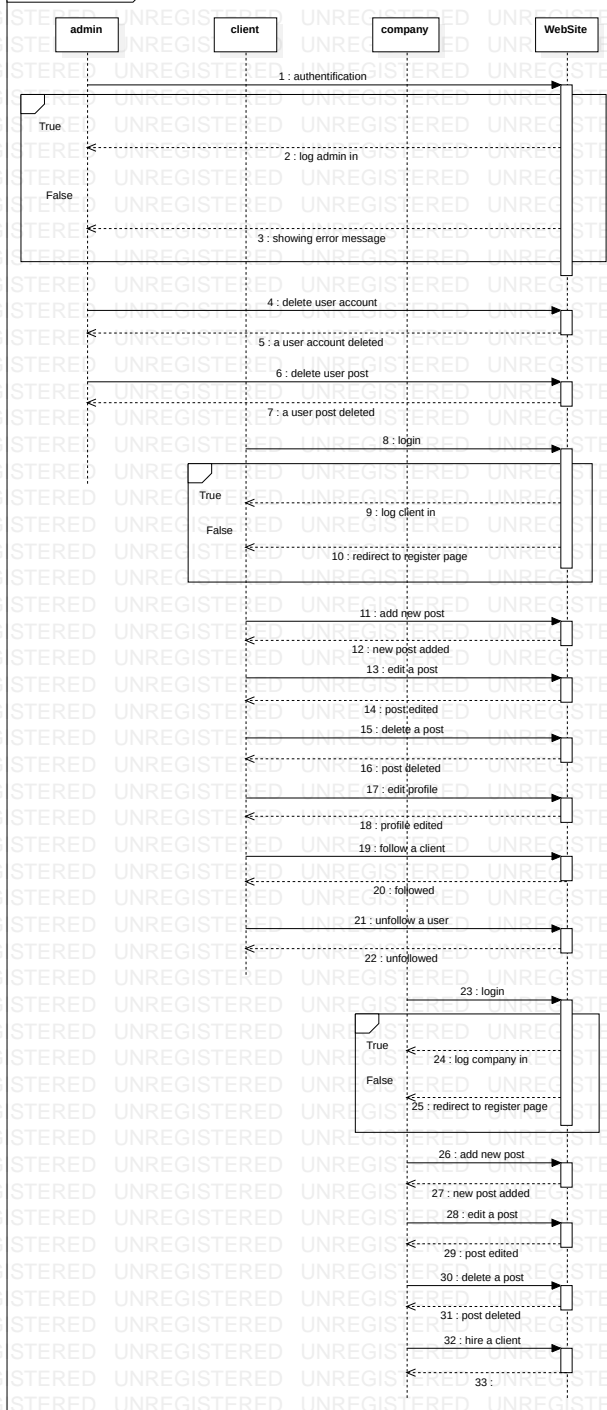 admin
client
company
WebSite
1 : authentification
True
2 : log admin in
False
3 : showing error message
4 : delete user account
5 : a user account deleted
6 : delete user post
7 : a user post deleted
8 : login
True
9 : log client in
False
10 : redirect to register page
11 : add new post
12 : new post added
13 : edit a post
14 : post edited
15 : delete a post
16 : post deleted
17 : edit profile
18 : profile edited
19 : follow a client
20 : followed
21 : unfollow a user
22 : unfollowed
23 : login
True
24 : log company in
False
25 : redirect to register page
26 : add new post
27 : new post added
28 : edit a post
29 : post edited
30 : delete a post
31 : post deleted
32 : hire a client
33 :
UNREGISTERED